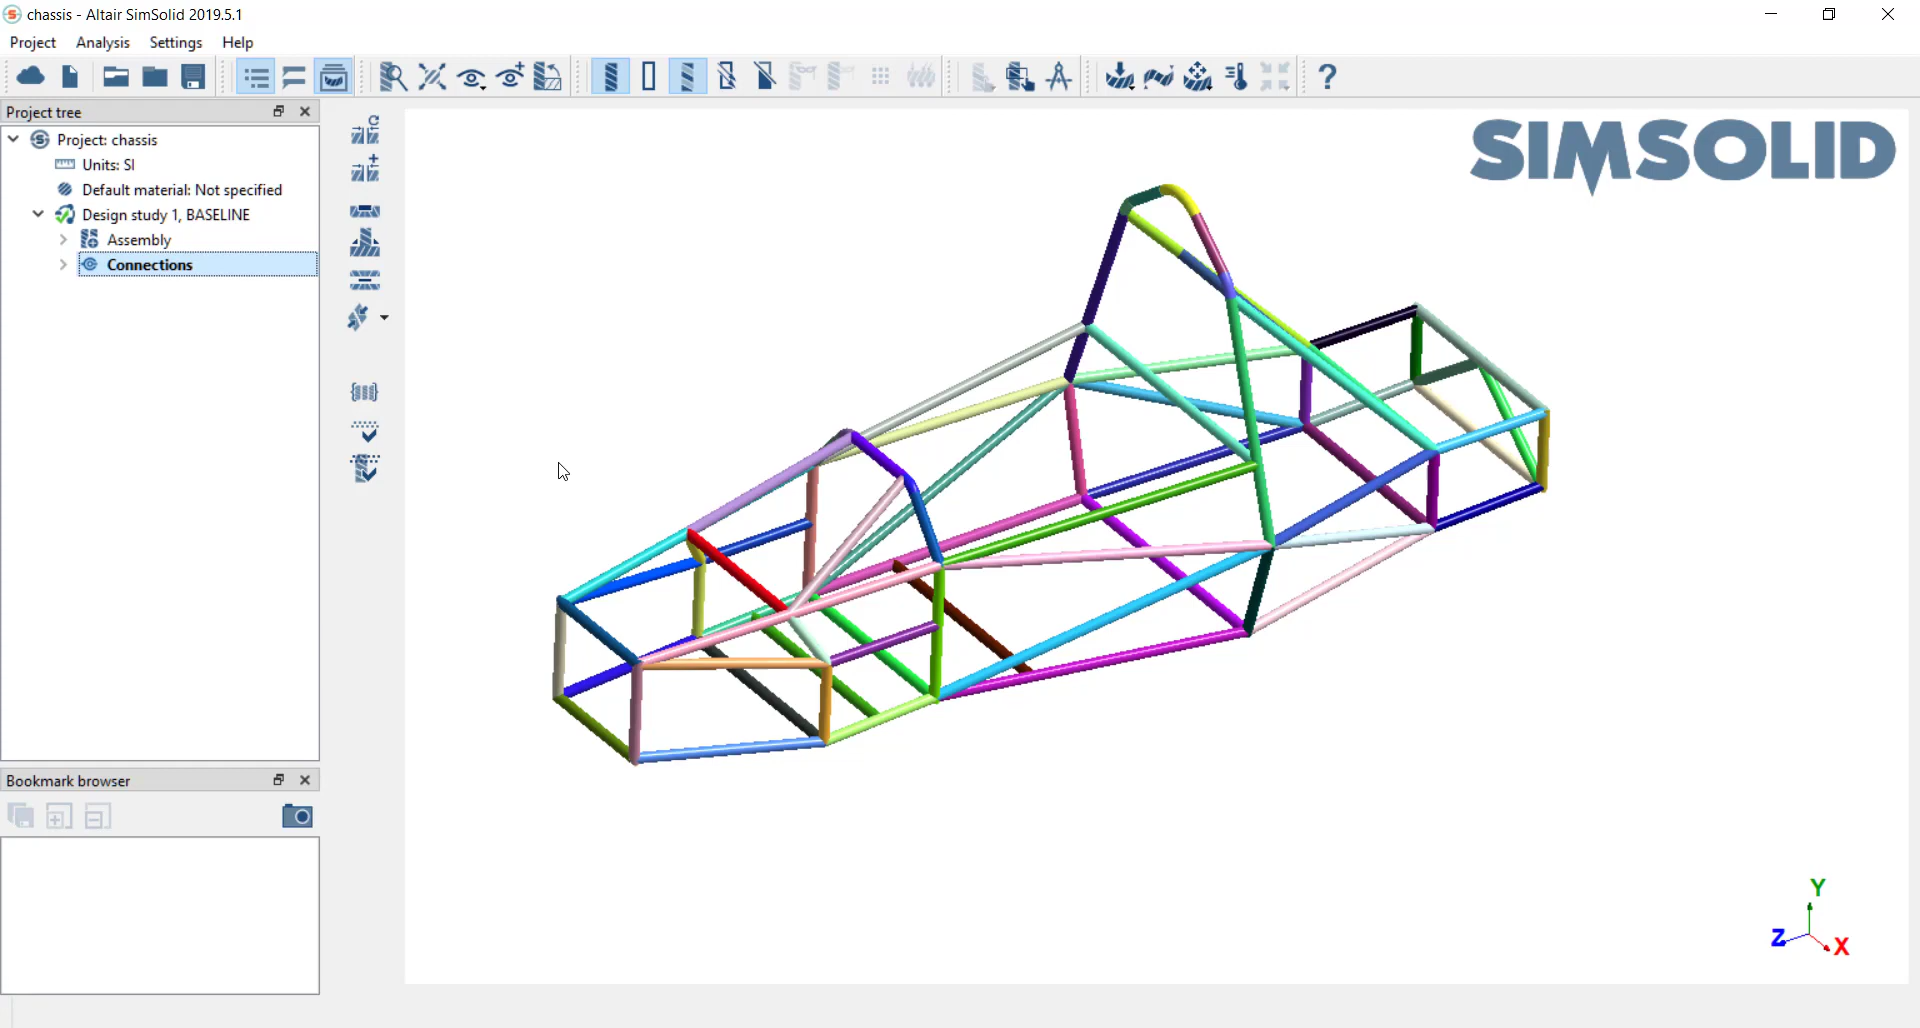 chassis - Altair SimSolid 2019.5.1
Project Analysis Settings Help
?
Project tree
Project: chassis
Units: SI
Default material: Not specified
Design study 1, BASELINE
Assembly
Connections
Bookmark browser
SIMSOLID
Y
Z
X